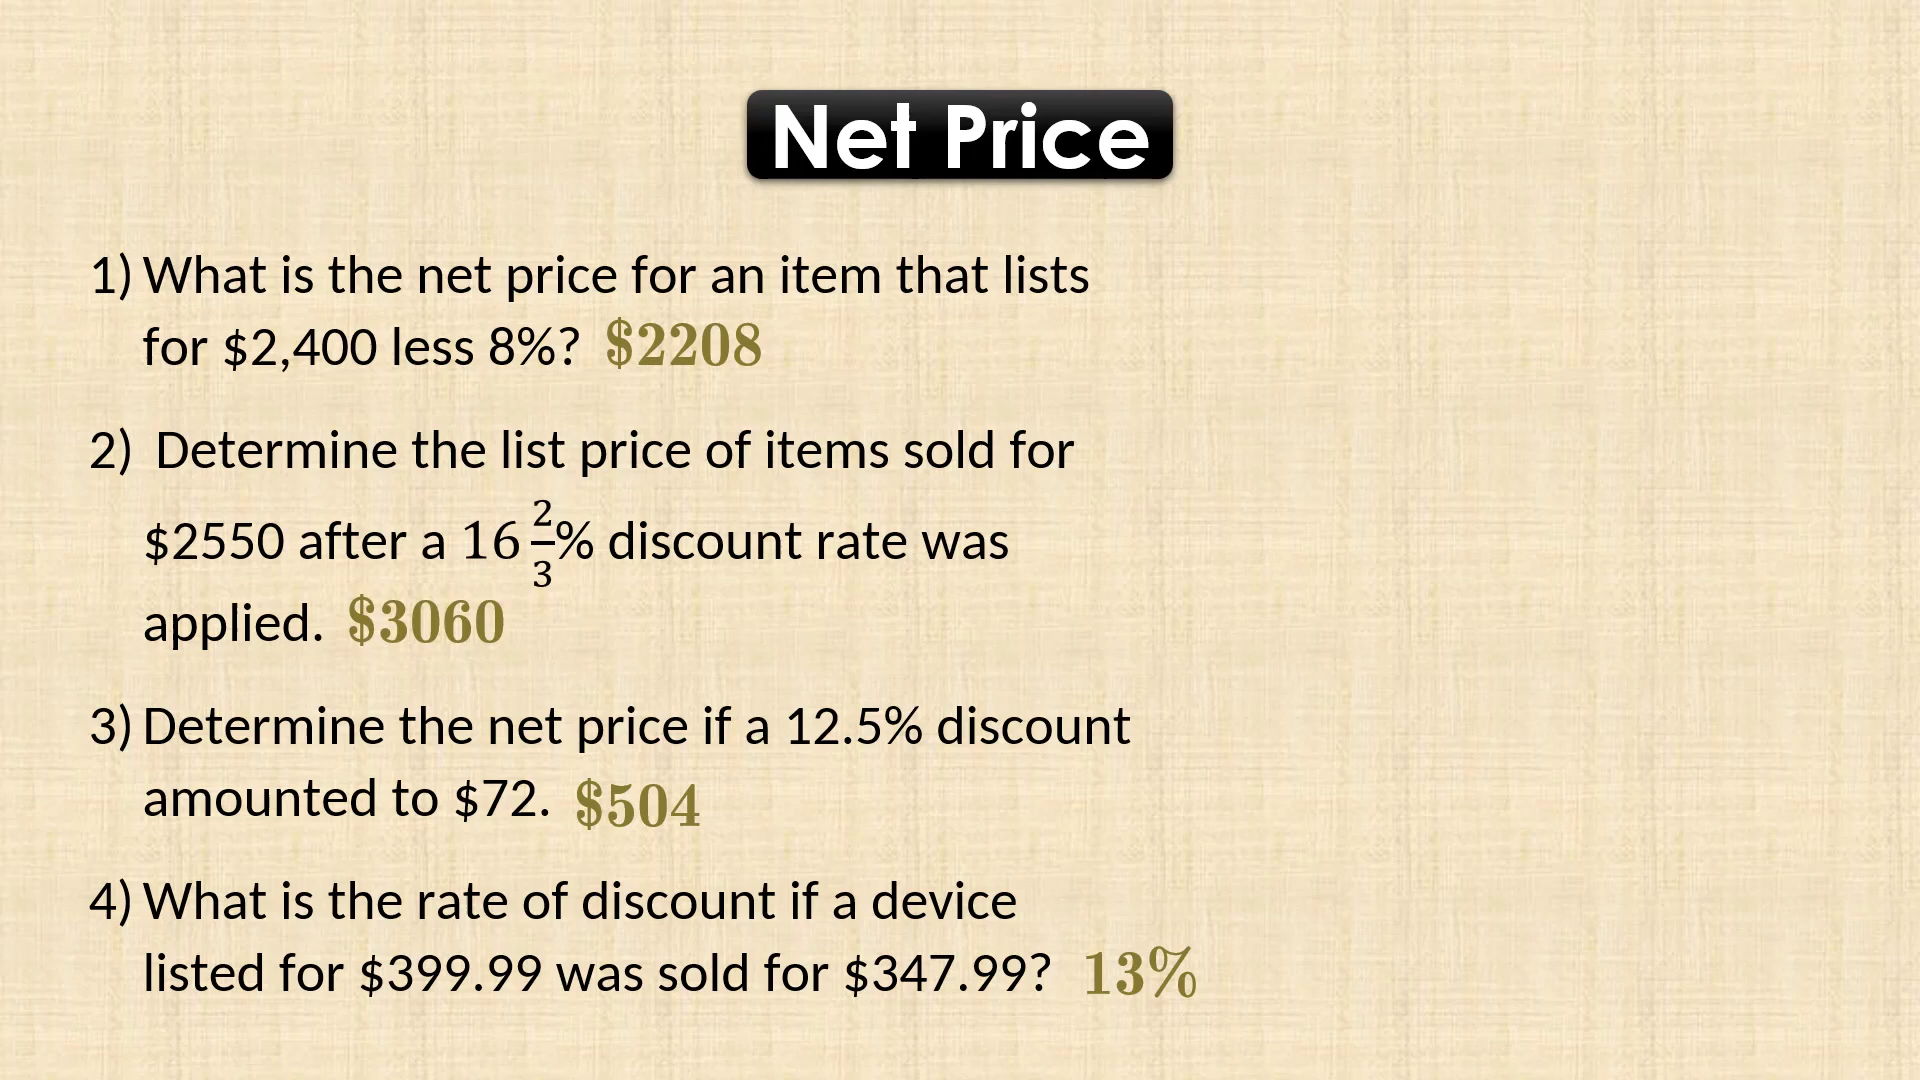 Net Price
1) What is the net price for an item that lists
for $2,400 less 8%? $2208
2) Determine the list price of items sold for
$2550 after a 16 2/3% discount rate was
applied. $3060
3) Determine the net price if a 12.5% discount
amounted to $72. $504
4) What is the rate of discount if a device
listed for $399.99 was sold for $347.99? 13%